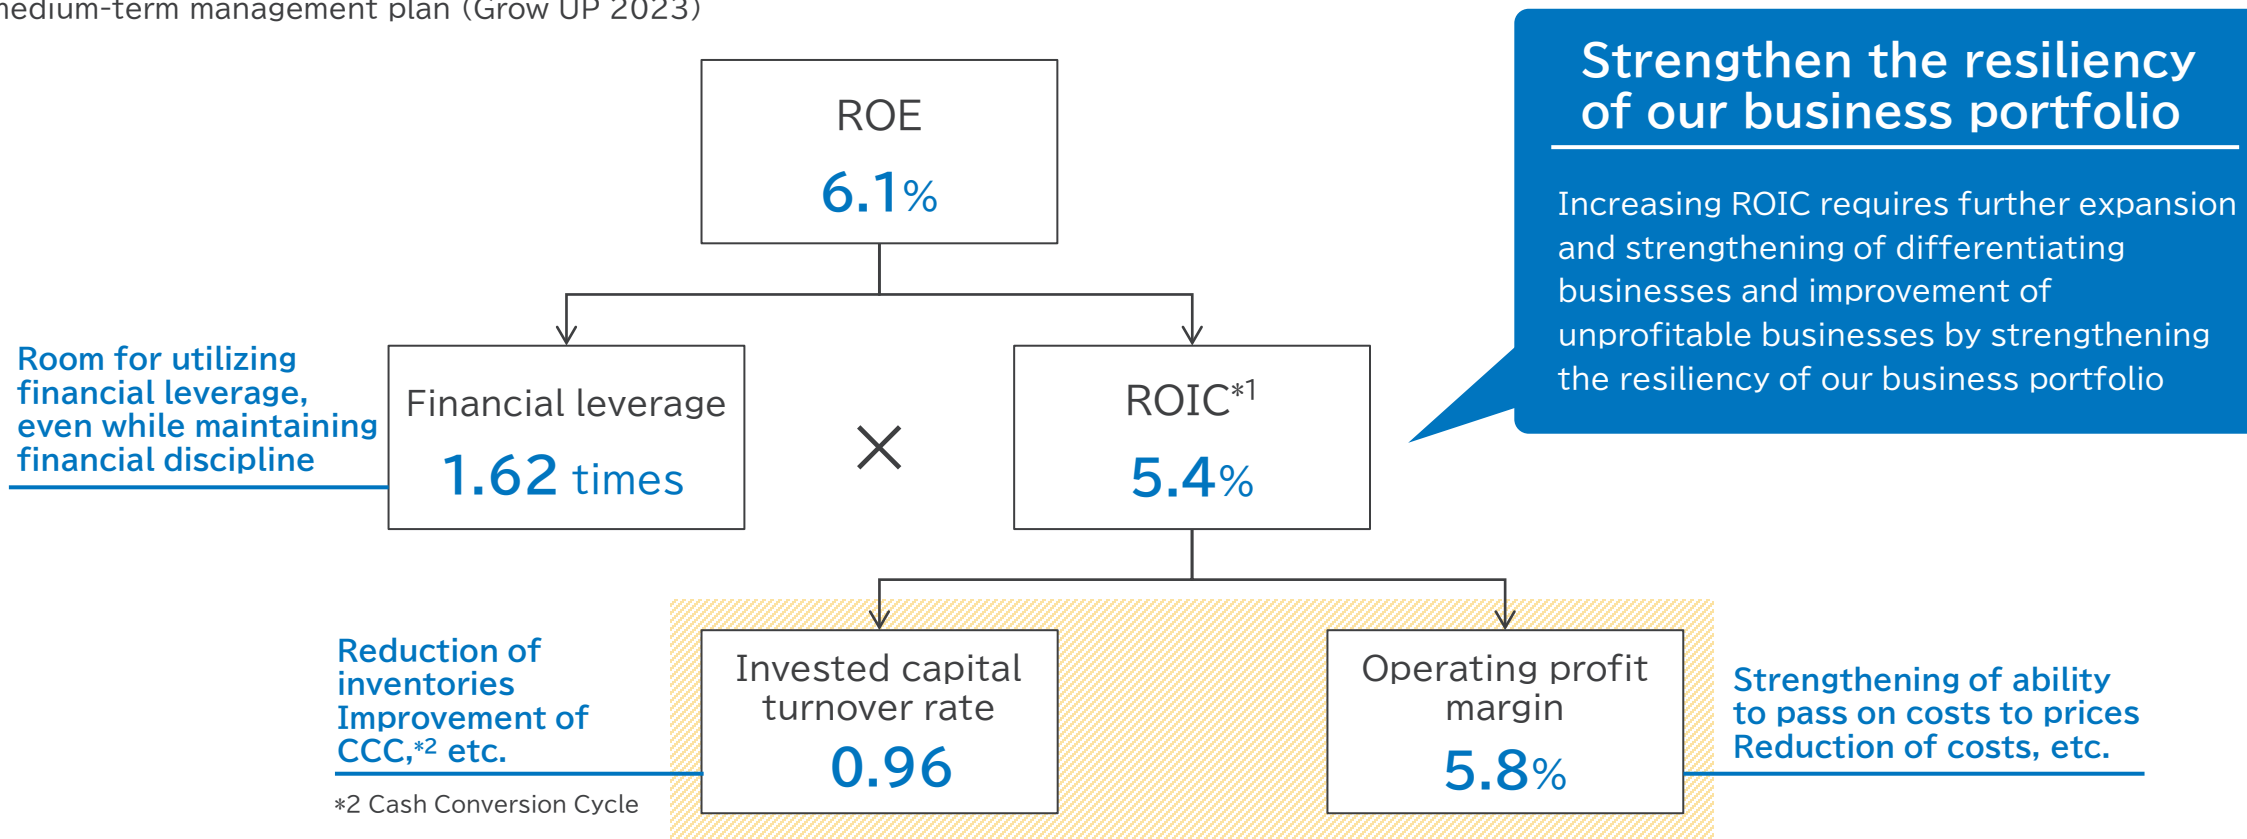 medium-term management plan (Grow UP 2023)
Strengthen the resiliency
of our business portfolio
Increasing ROIC requires further expansion
and strengthening of differentiating
businesses and improvement of
unprofitable businesses by strengthening
the resiliency of our business portfolio
ROE
6.1%
Room for utilizing
financial leverage,
even while maintaining
financial discipline
Financial leverage
1.62 times
×
ROIC*1
5.4%
Reduction of
inventories
Improvement of
CCC,*2 etc.
*2 Cash Conversion Cycle
Invested capital
turnover rate
0.96
Operating profit
margin
5.8%
Strengthening of ability
to pass on costs to prices
Reduction of costs, etc.